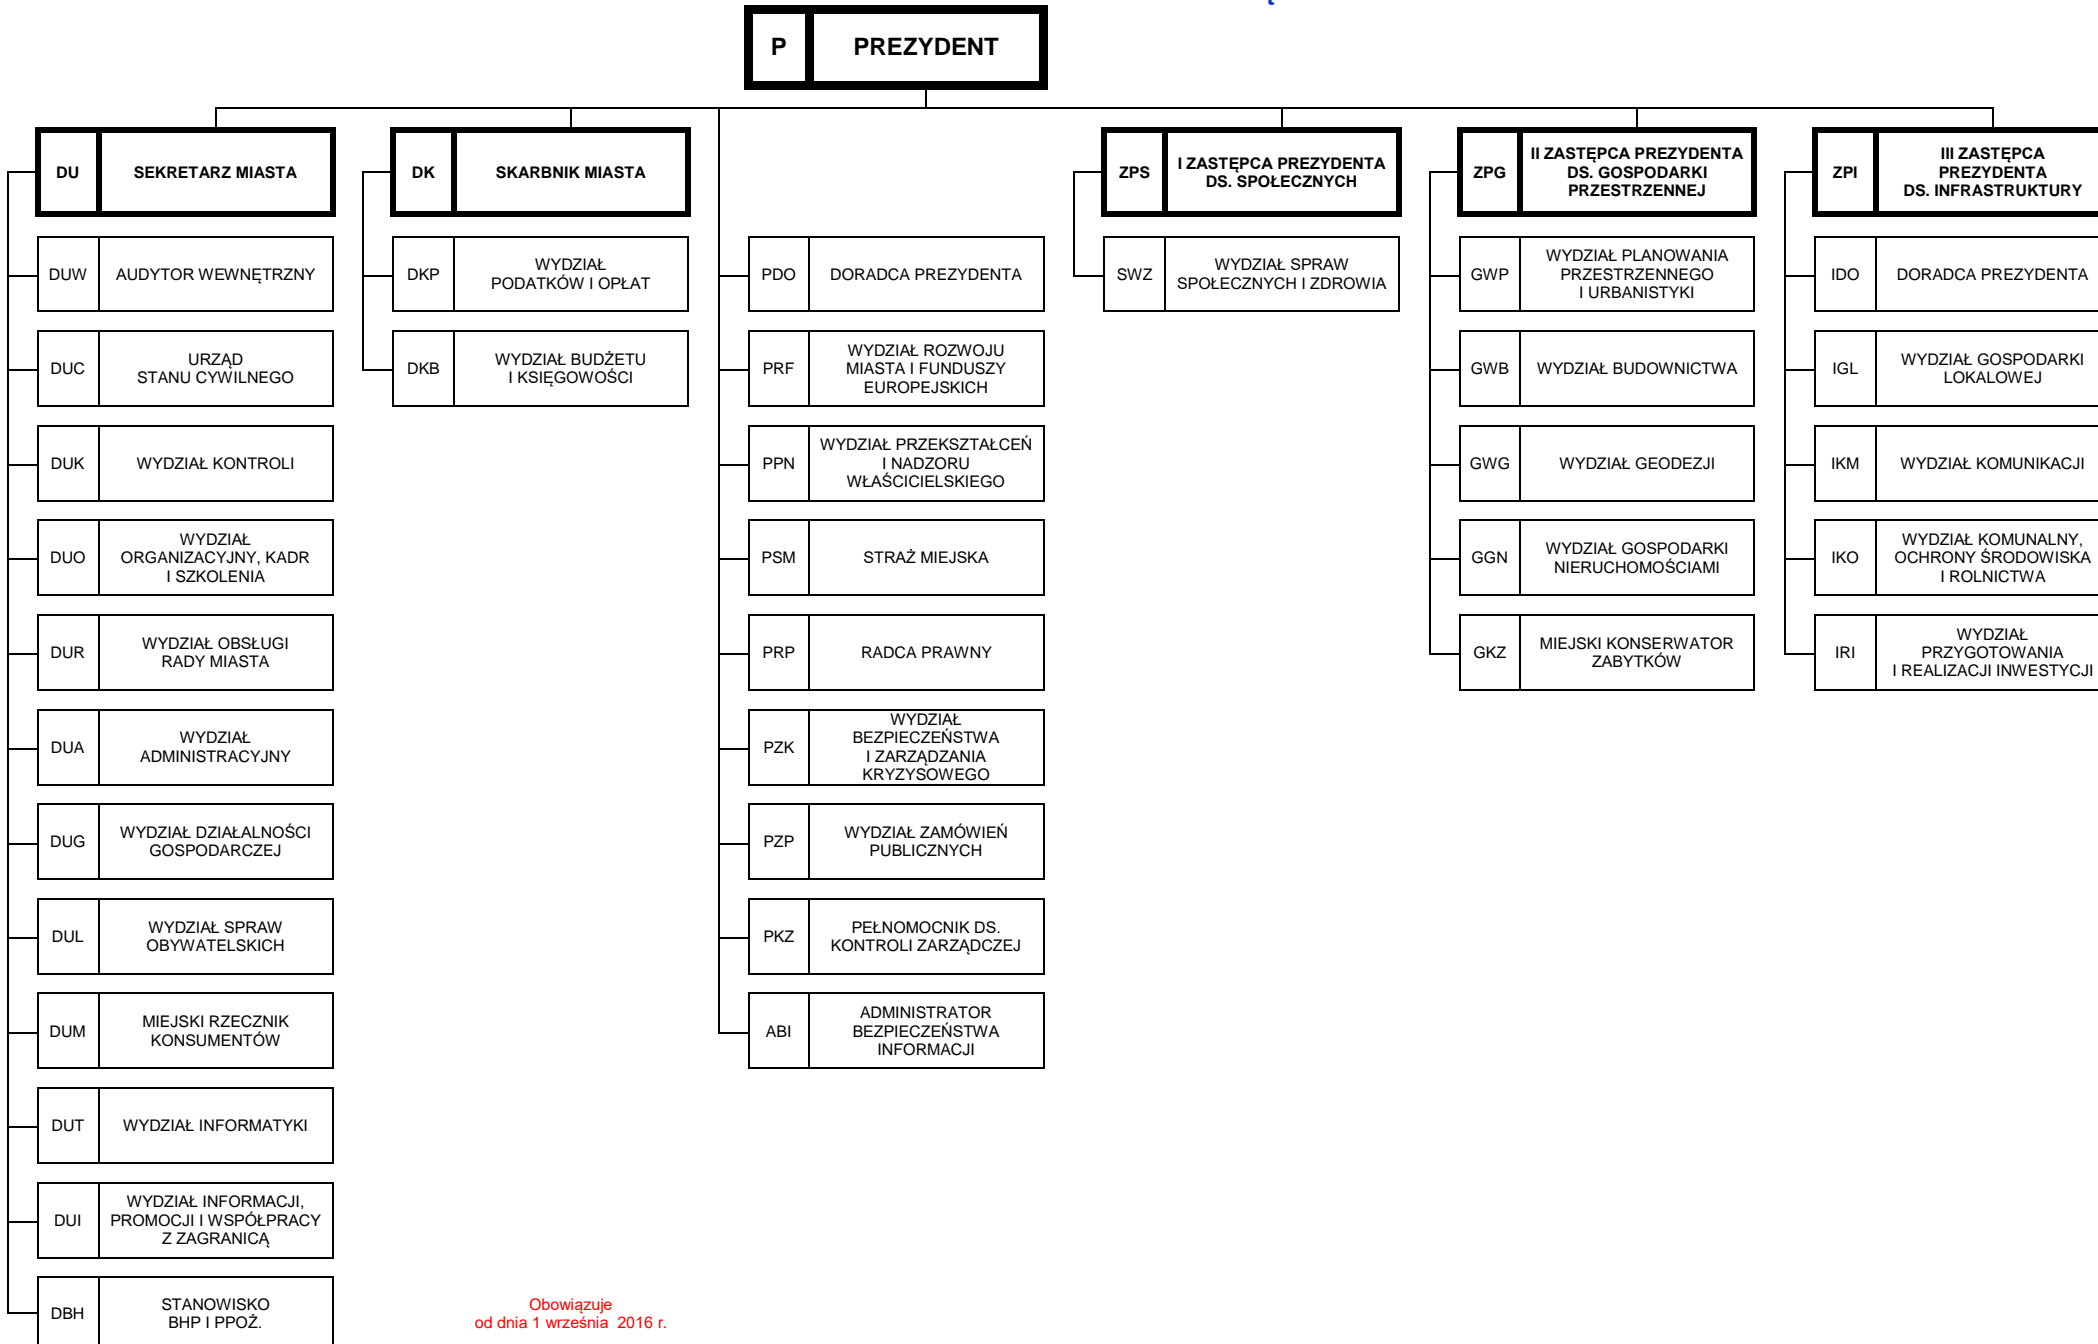 P
PREZYDENT
DU
SEKRETARZ MIASTA
DUW
AUDYTOR WEWNĘTRZNY
DUC
URZĄD
STANU CYWILNEGO
DUK
WYDZIAŁ KONTROLI
DUO
WYDZIAŁ
ORGANIZACYJNY, KADR
I SZKOLENIA
DUR
WYDZIAŁ OBSŁUGI
RADY MIASTA
DUA
WYDZIAŁ
ADMINISTRACYJNY
DUG
WYDZIAŁ DZIAŁALNOŚCI
GOSPODARCZEJ
DUL
WYDZIAŁ SPRAW
OBYWATELSKICH
DUM
MIEJSKI RZECZNIK
KONSUMENTÓW
DUT
WYDZIAŁ INFORMATYKI
DUI
WYDZIAŁ INFORMACJI,
PROMOCJI I WSPÓŁPRACY
Z ZAGRANICĄ
DBH
STANOWISKO
BHP I PPOŻ.
DK
SKARBNIK MIASTA
DKP
WYDZIAŁ
PODATKÓW I OPŁAT
DKB
WYDZIAŁ BUDŻETU
I KSIĘGOWOŚCI
PDO
DORADCA PREZYDENTA
PRF
WYDZIAŁ ROZWOJU
MIASTA I FUNDUSZY
EUROPEJSKICH
PPN
WYDZIAŁ PRZEKSZTAŁCEŃ
I NADZORU
WŁAŚCICIELSKIEGO
PSM
STRAŻ MIEJSKA
PRP
RADCA PRAWNY
PZK
WYDZIAŁ
BEZPIECZEŃSTWA
I ZARZĄDZANIA
KRYZYSOWEGO
PZP
WYDZIAŁ ZAMÓWIEŃ
PUBLICZNYCH
PKZ
PEŁNOMOCNIK DS.
KONTROLI ZARZĄDCZEJ
ABI
ADMINISTRATOR
BEZPIECZEŃSTWA
INFORMACJI
ZPS
I ZASTĘPCA PREZYDENTA
DS. SPOŁECZNYCH
SWZ
WYDZIAŁ SPRAW
SPOŁECZNYCH I ZDROWIA
ZPG
II ZASTĘPCA PREZYDENTA
DS. GOSPODARKI
PRZESTRZENNEJ
GWP
WYDZIAŁ PLANOWANIA
PRZESTRZENNEGO
I URBANISTYKI
GWB
WYDZIAŁ BUDOWNICTWA
GWG
WYDZIAŁ GEODEZJI
GGN
WYDZIAŁ GOSPODARKI
NIERUCHOMOŚCIAMI
GKZ
MIEJSKI KONSERWATOR
ZABYTKÓW
ZPI
III ZASTĘPCA
PREZYDENTA
DS. INFRASTRUKTURY
IDO
DORADCA PREZYDENTA
IGL
WYDZIAŁ GOSPODARKI
LOKALOWEJ
IKM
WYDZIAŁ KOMUNIKACJI
IKO
WYDZIAŁ KOMUNALNY,
OCHRONY ŚRODOWISKA
I ROLNICTWA
IRI
WYDZIAŁ
PRZYGOTOWANIA
I REALIZACJI INWESTYCJI
Obowiązuje
od dnia 1 września 2016 r.